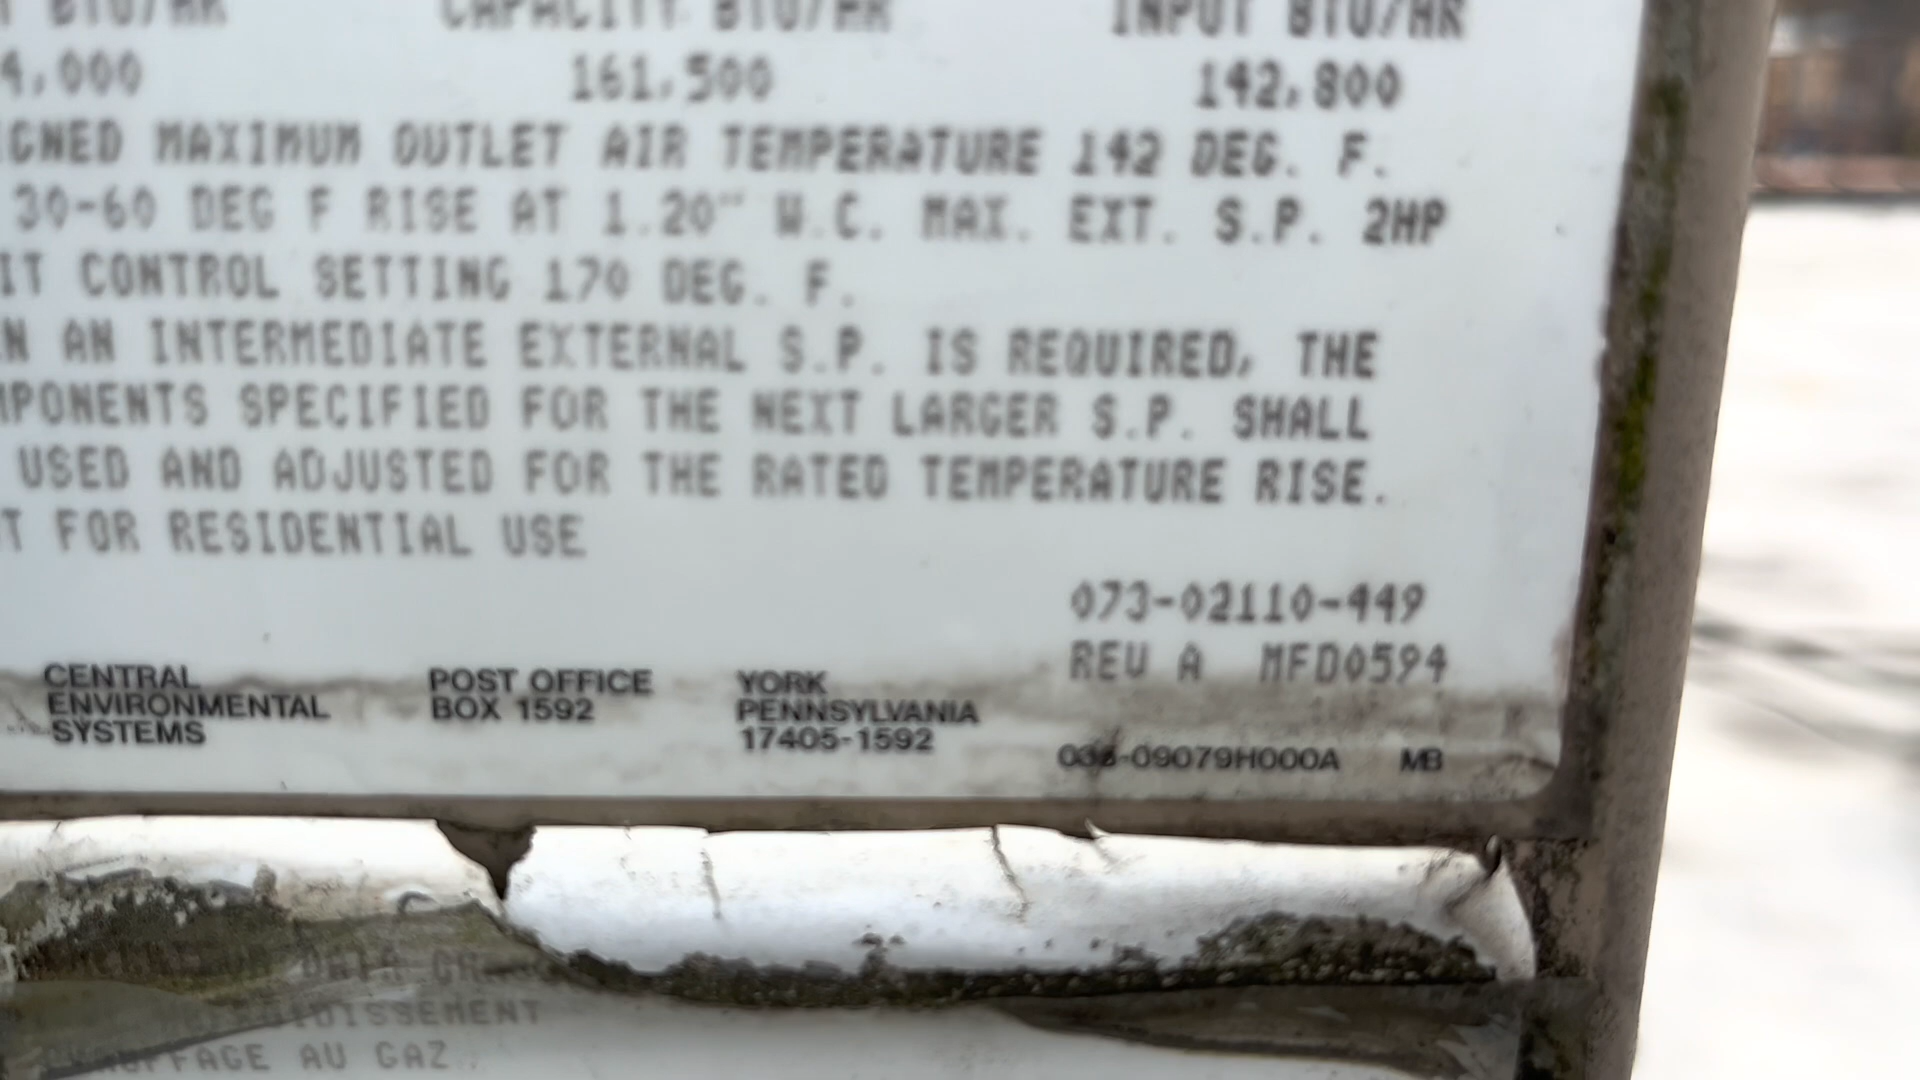 BTU/HR CAPACITY BTU/HR INPUT BTU/HR
4,000 161,500 142,800
IGNED MAXIMUM OUTLET AIR TEMPERATURE 142 DEG. F.
30-60 DEG F RISE AT 1.20" W.C. MAX. EXT. S.P. 2HP
IT CONTROL SETTING 170 DEG. F.
N AN INTERMEDIATE EXTERNAL S.P. IS REQUIRED, THE
MPONENTS SPECIFIED FOR THE NEXT LARGER S.P. SHALL
USED AND ADJUSTED FOR THE RATED TEMPERATURE RISE.
T FOR RESIDENTIAL USE
073-02110-449
REV A MFD0594
CENTRAL
ENVIRONMENTAL
SYSTEMS
POST OFFICE
BOX 1592
YORK
PENNSYLVANIA
17405-1592
-09079H000A MB
AU GAZ